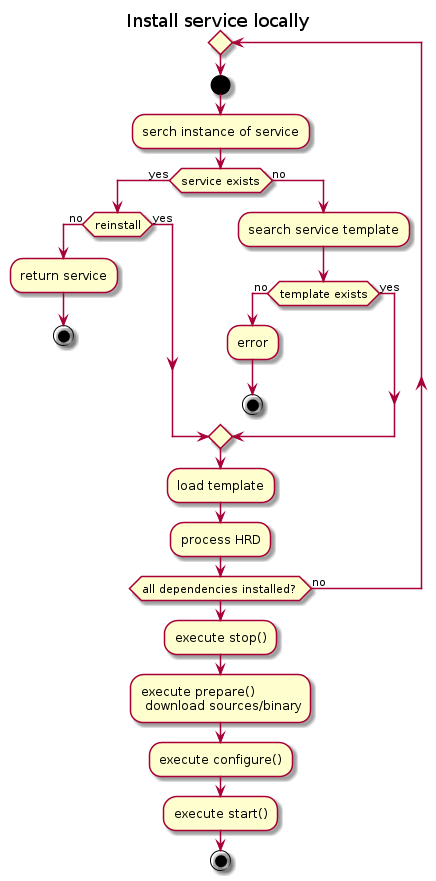 Install service locally
serch instance of service
yes
service exists
no
no
reinstall
yes
search service template
return service
no
template exists
yes
error
load template
process HRD
all dependencies installed?
no
execute stop()
execute prepare()
download sources/binary
execute configure()
execute start()